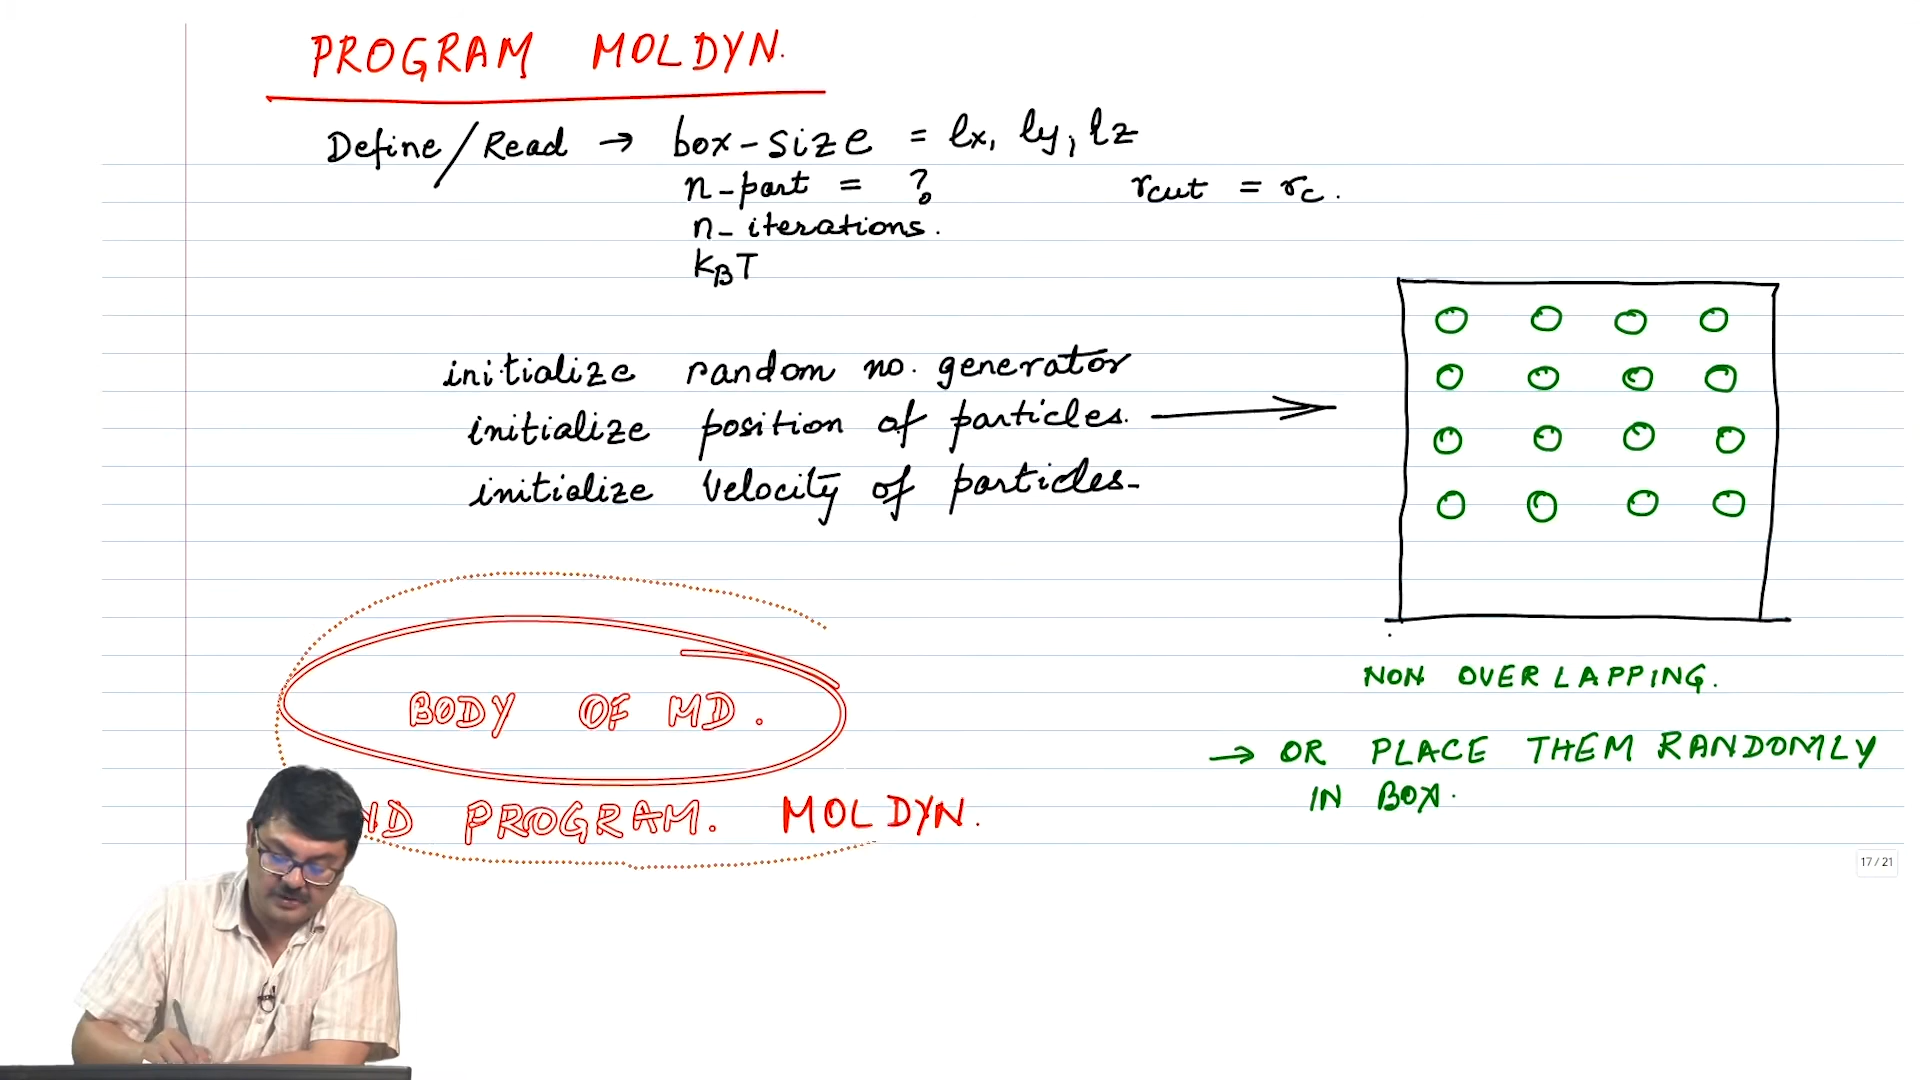 PROGRAM MOLDYN.
Define/Read → box-size = lx, ly, lz
n-part = ? rcut = rc.
n- iterations.
kBT
initialize random no. generator
initialize position of particles.
initialize velocity of particles-
NON OVERLAPPING.
→ OR PLACE THEM RANDOMLY
IN BOX.
BODY OF MD.
ND PROGRAM. MOLDYN.
17 / 21